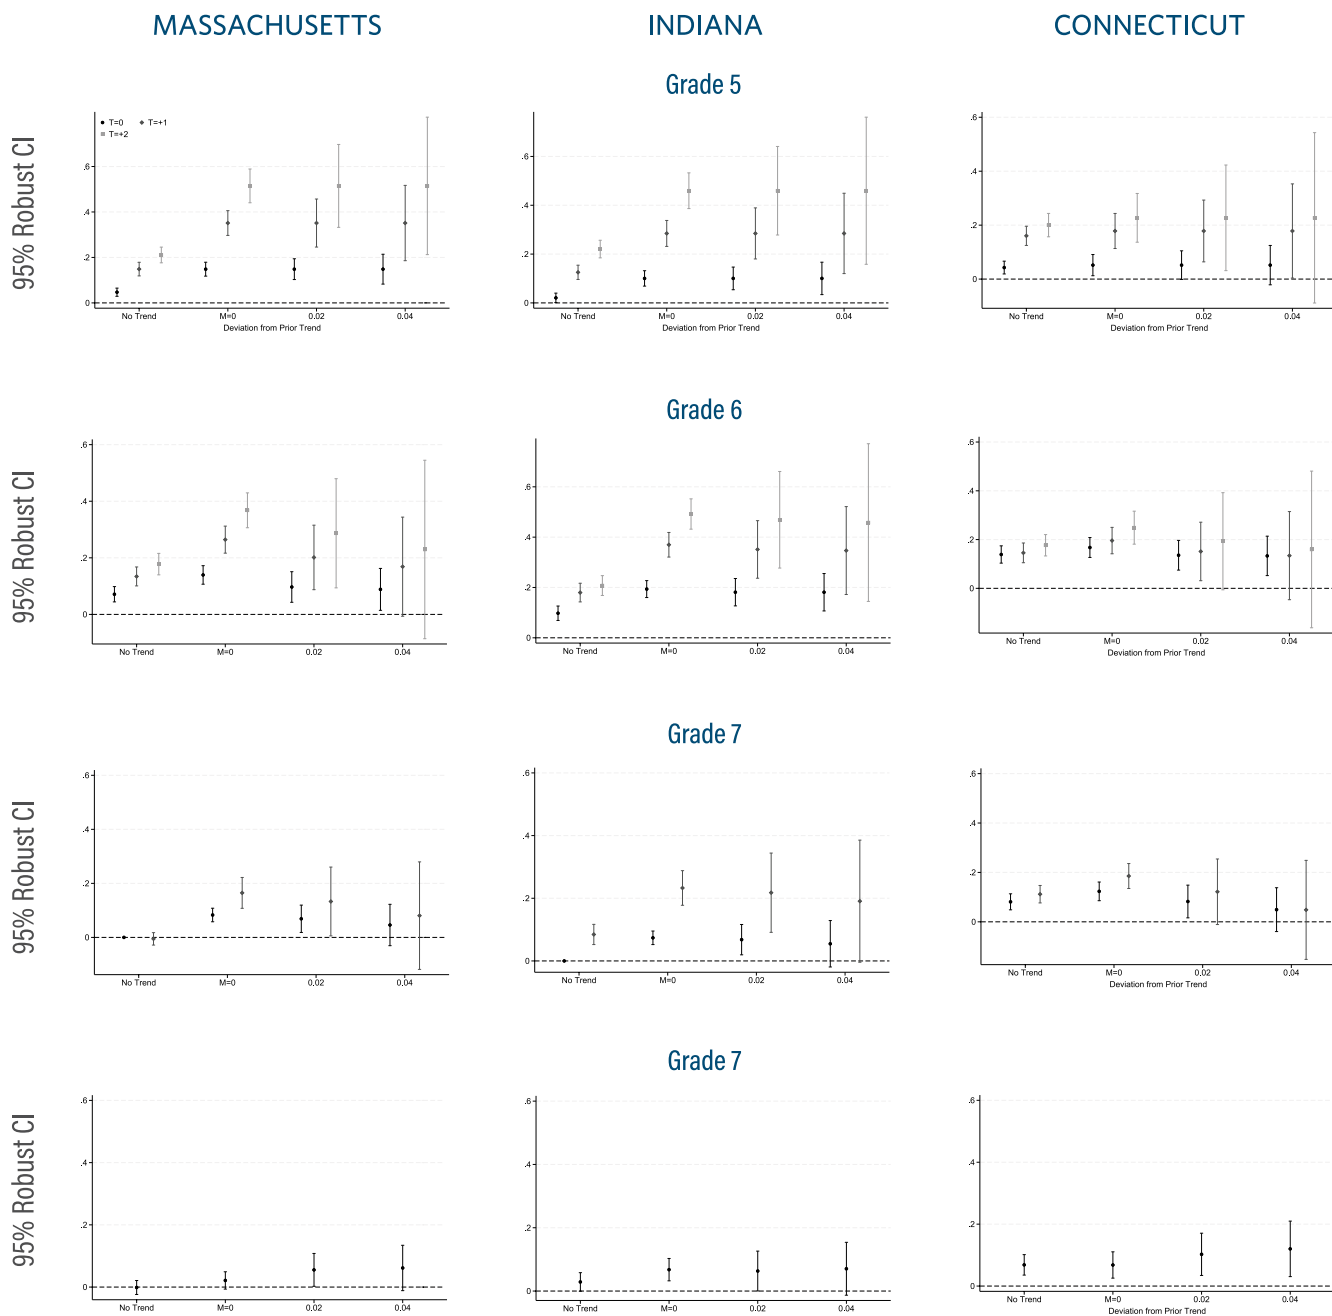 MASSACHUSETTS INDIANA CONNECTICUT
Grade 5
95% Robust CI
T=0 T=+1
T=+2
.6
.4
.2
0
No Trend M=0 0.02 0.04
Deviation from Prior Trend
.6
.4
.2
0
No Trend M=0 0.02 0.04
Deviation from Prior Trend
.6
.4
.2
0
No Trend M=0 0.02 0.04
Deviation from Prior Trend
Grade 6
95% Robust CI
.6
.4
.2
0
No Trend M=0 0.02 0.04
.6
.4
.2
0
No Trend M=0 0.02 0.04
.6
.4
.2
0
No Trend M=0 0.02 0.04
Deviation from Prior Trend
Grade 7
95% Robust CI
.6
.4
.2
0
No Trend M=0 0.02 0.04
.6
.4
.2
0
No Trend M=0 0.02 0.04
.6
.4
.2
0
No Trend M=0 0.02 0.04
Deviation from Prior Trend
Grade 7
95% Robust CI
.6
.4
.2
0
No Trend M=0 0.02 0.04
.6
.4
.2
0
No Trend M=0 0.02 0.04
.6
.4
.2
0
No Trend M=0 0.02 0.04
Deviation from Prior Trend